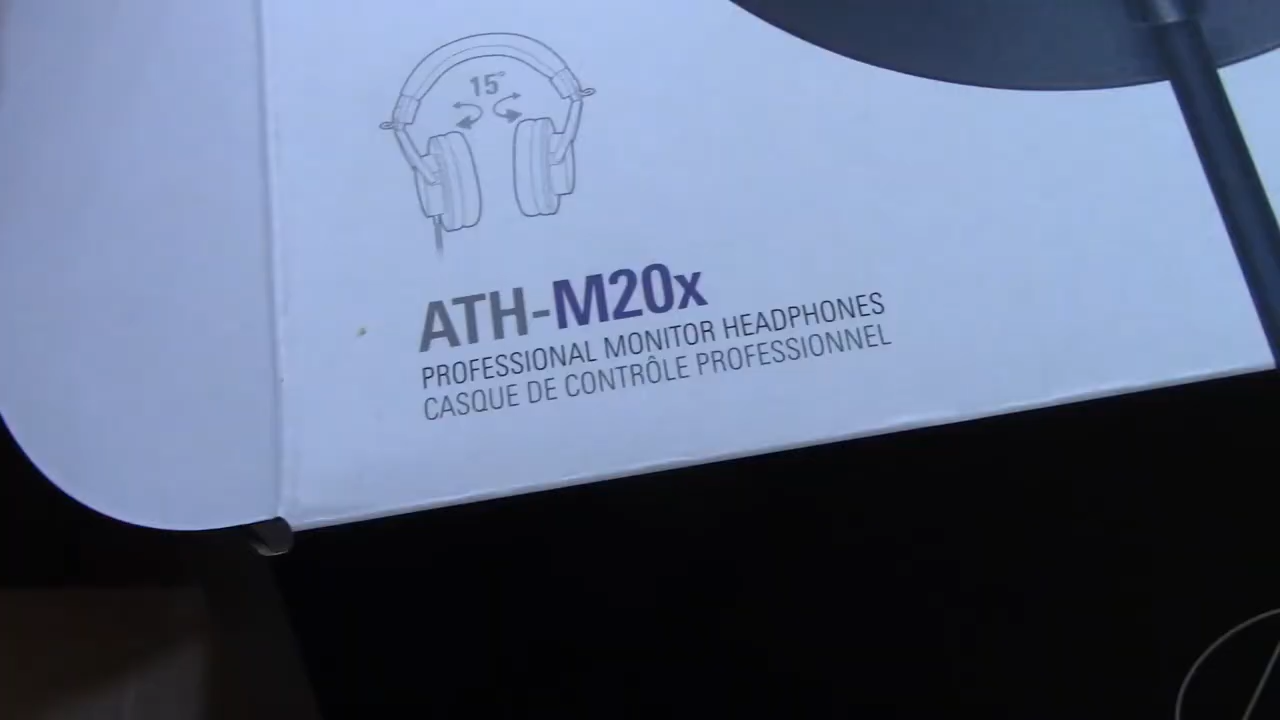 15°
ATH-M20x
PROFESSIONAL MONITOR HEADPHONES
CASQUE DE CONTRÔLE PROFESSIONNEL